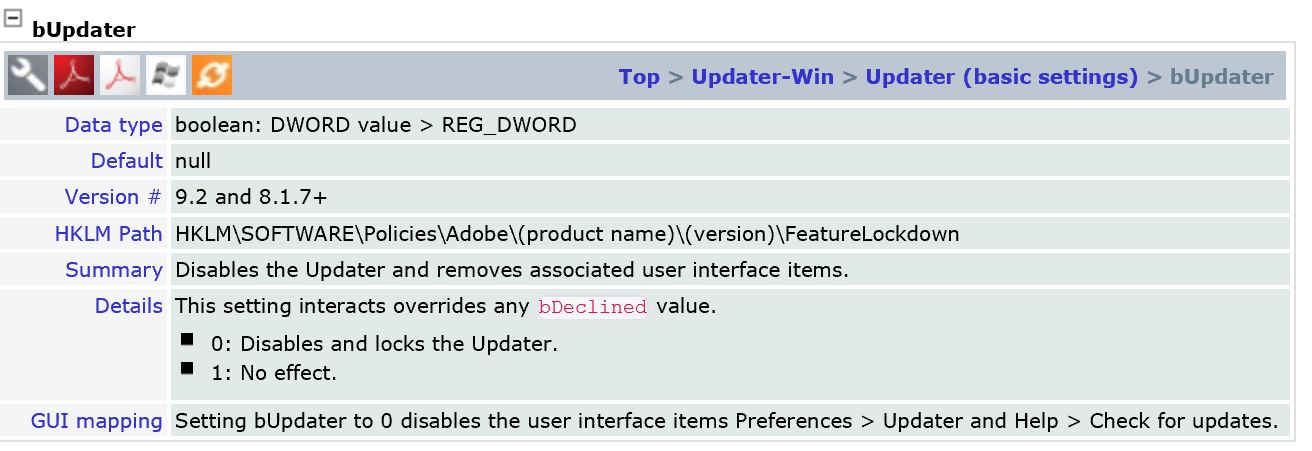 bUpdater
Top > Updater-Win > Updater (basic settings) > bUpdater
Data type boolean: DWORD value > REG_DWORD
Default null
Version # 9.2 and 8.1.7+
HKLM Path HKLM\SOFTWARE\Policies\Adobe\(product name)\(version)\FeatureLockdown
Summary Disables the Updater and removes associated user interface items.
Details This setting interacts overrides any bDeclined value.
0: Disables and locks the Updater.
1: No effect.
GUI mapping Setting bUpdater to 0 disables the user interface items Preferences > Updater and Help > Check for updates.